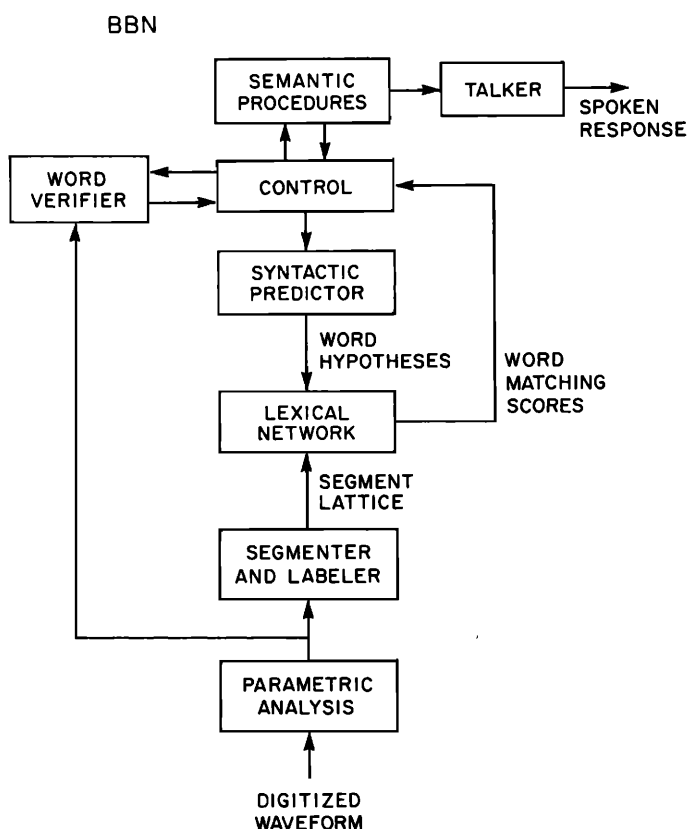 BBN
SEMANTIC
PROCEDURES
TALKER
SPOKEN
RESPONSE
WORD
VERIFIER
CONTROL
SYNTACTIC
PREDICTOR
WORD
HYPOTHESES
WORD
MATCHING
SCORES
LEXICAL
NETWORK
SEGMENT
LATTICE
SEGMENTER
AND LABELER
PARAMETRIC
ANALYSIS
DIGITIZED
WAVEFORM